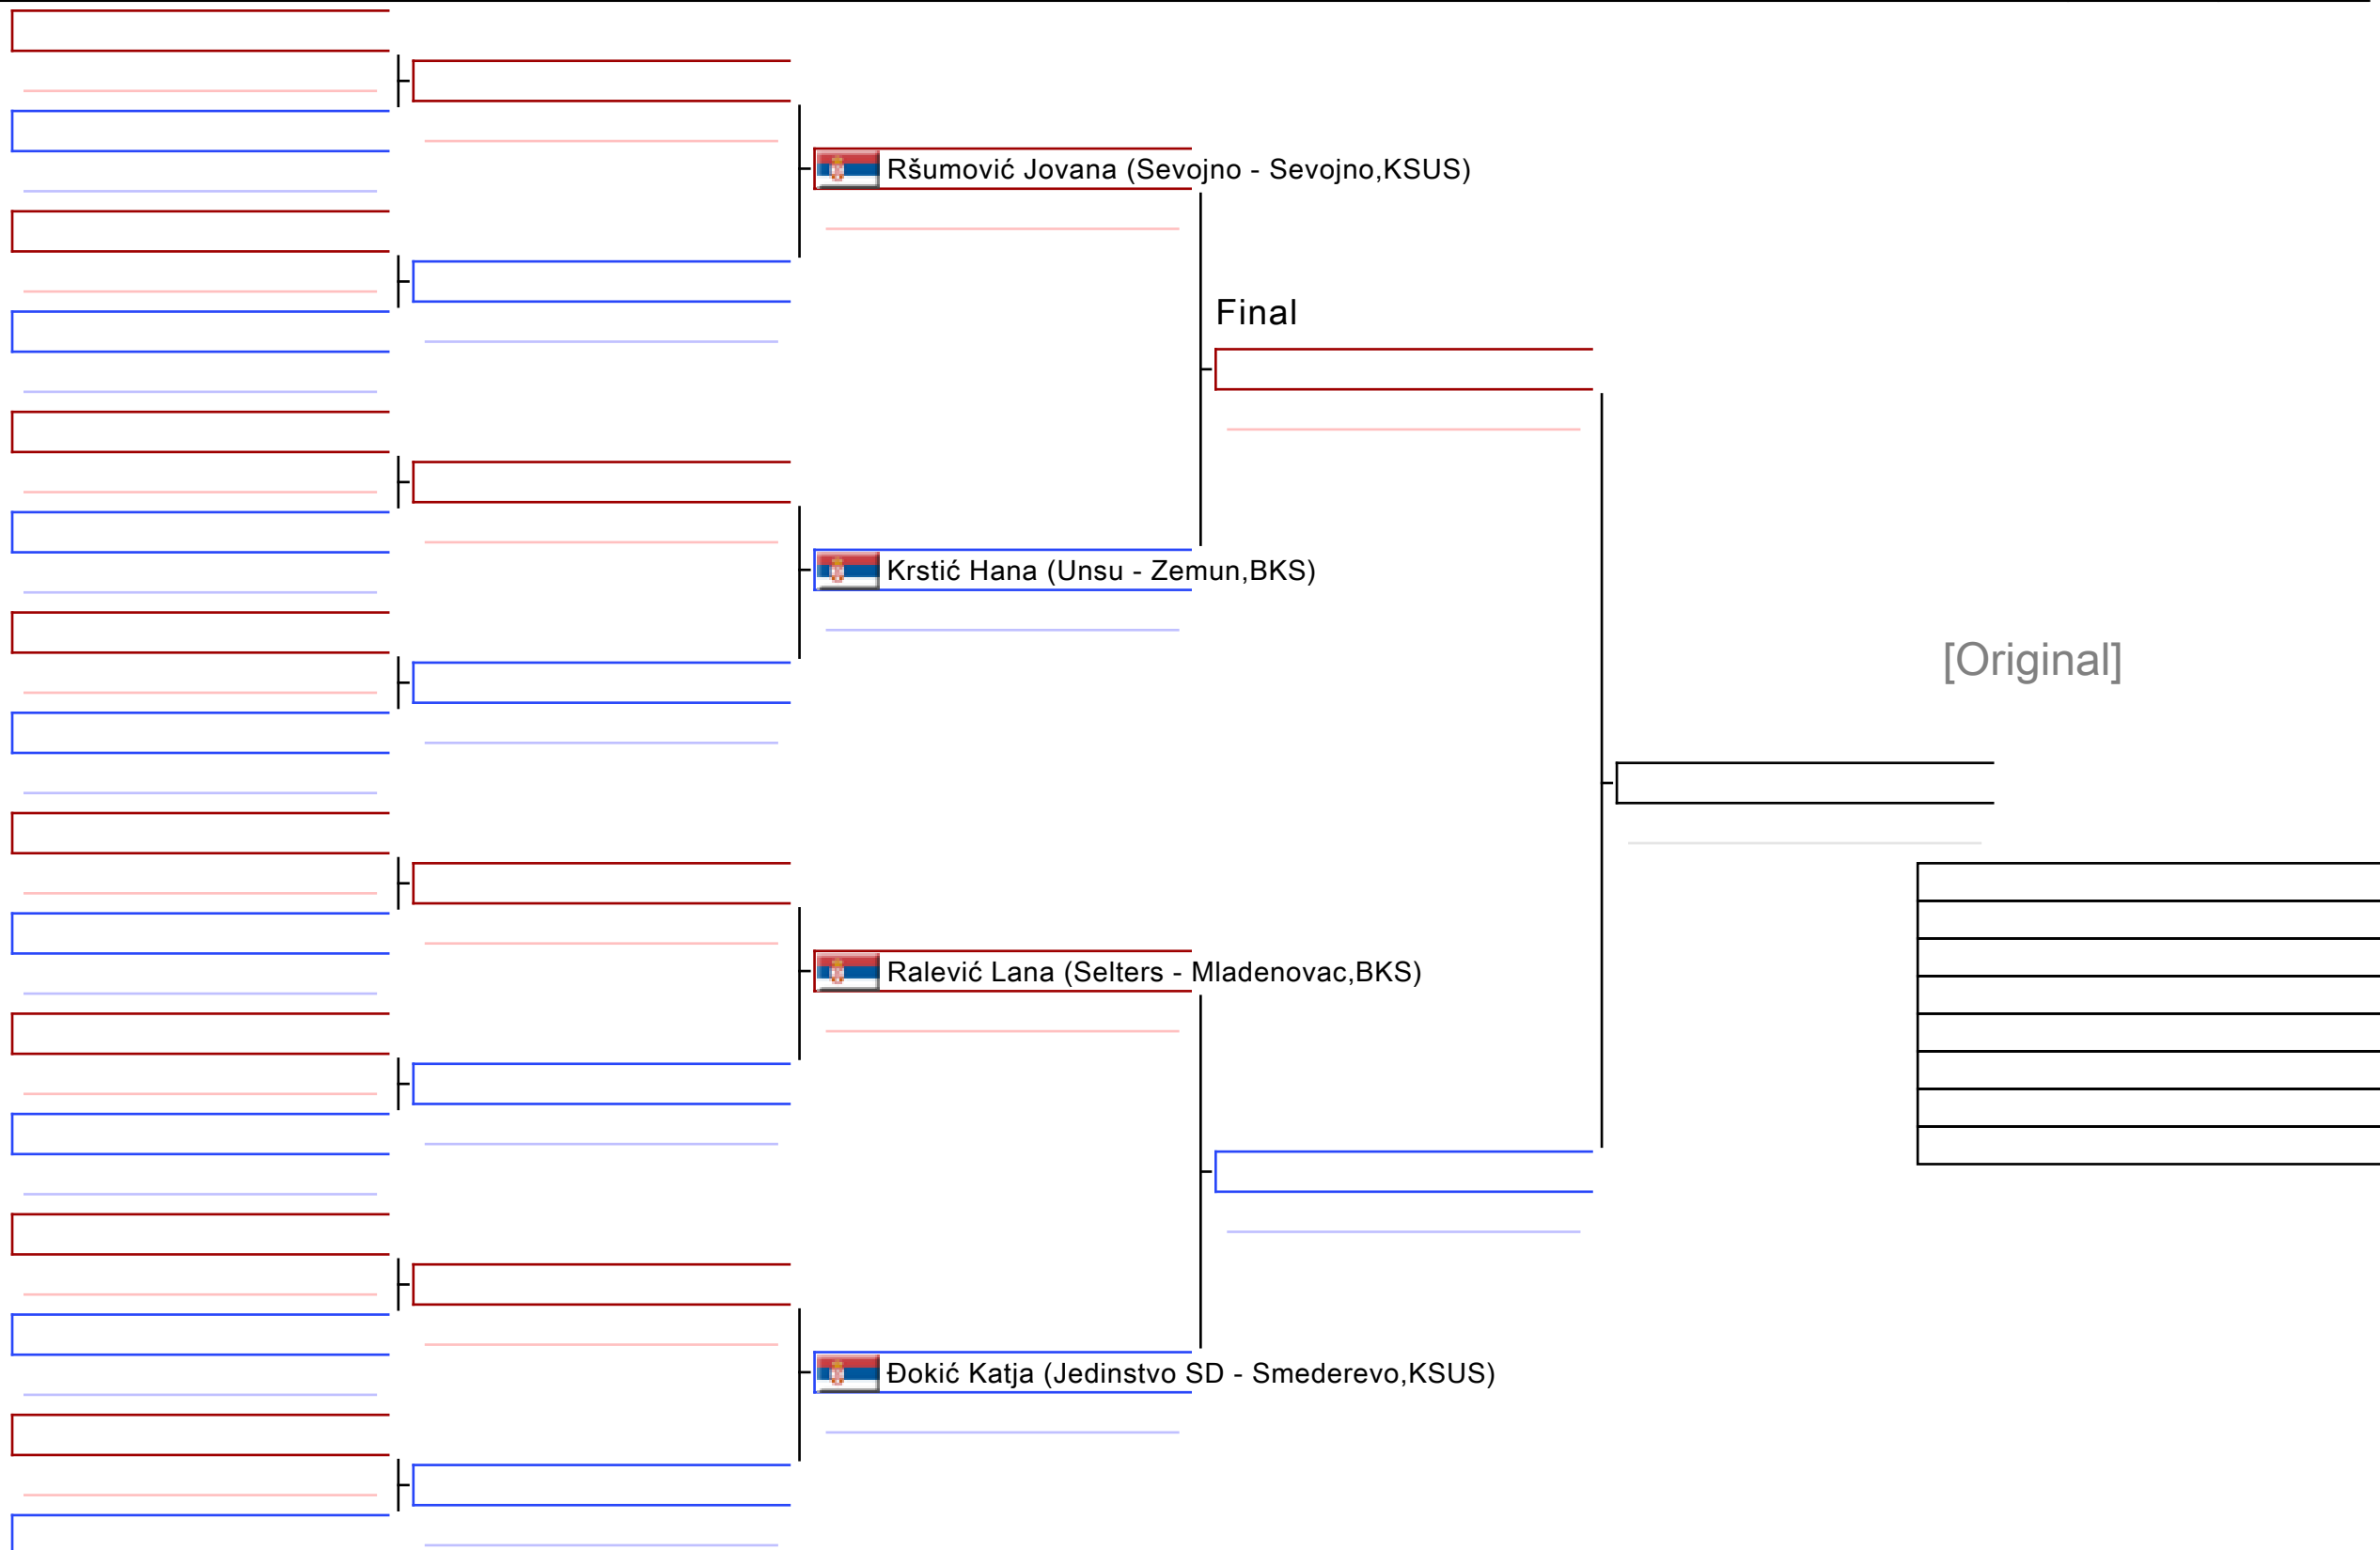 Ršumović Jovana (Sevojno - Sevojno,KSUS)
Final
Krstić Hana (Unsu - Zemun,BKS)
[Original]
Ralević Lana (Selters - Mladenovac,BKS)
Đokić Katja (Jedinstvo SD - Smederevo,KSUS)